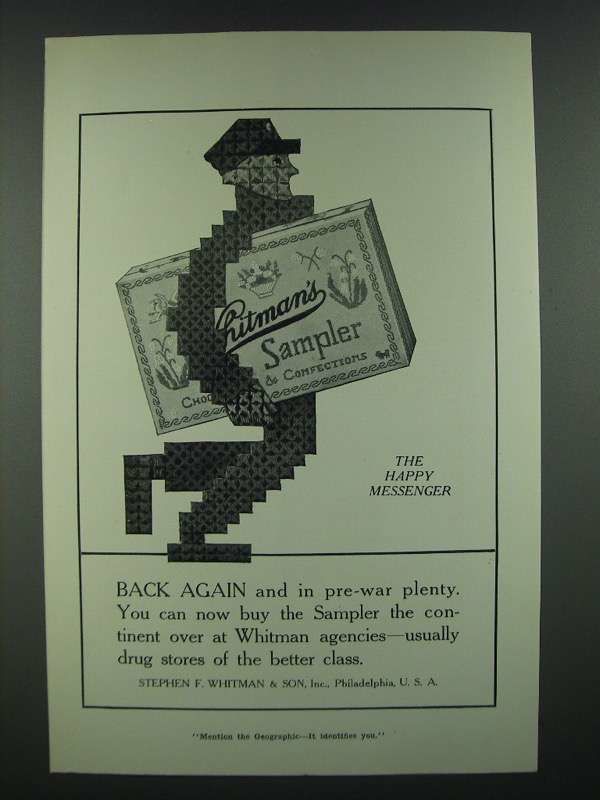 Whitman's
Sampler
CHOC & CONFECTIONS
THE
HAPPY
MESSENGER
BACK AGAIN and in pre-war plenty.
You can now buy the Sampler the con-
tinent over at Whitman agencies—usually
drug stores of the better class.
STEPHEN F. WHITMAN & SON, Inc., Philadelphia, U. S. A.
"Mention the Geographic—It identifies you."